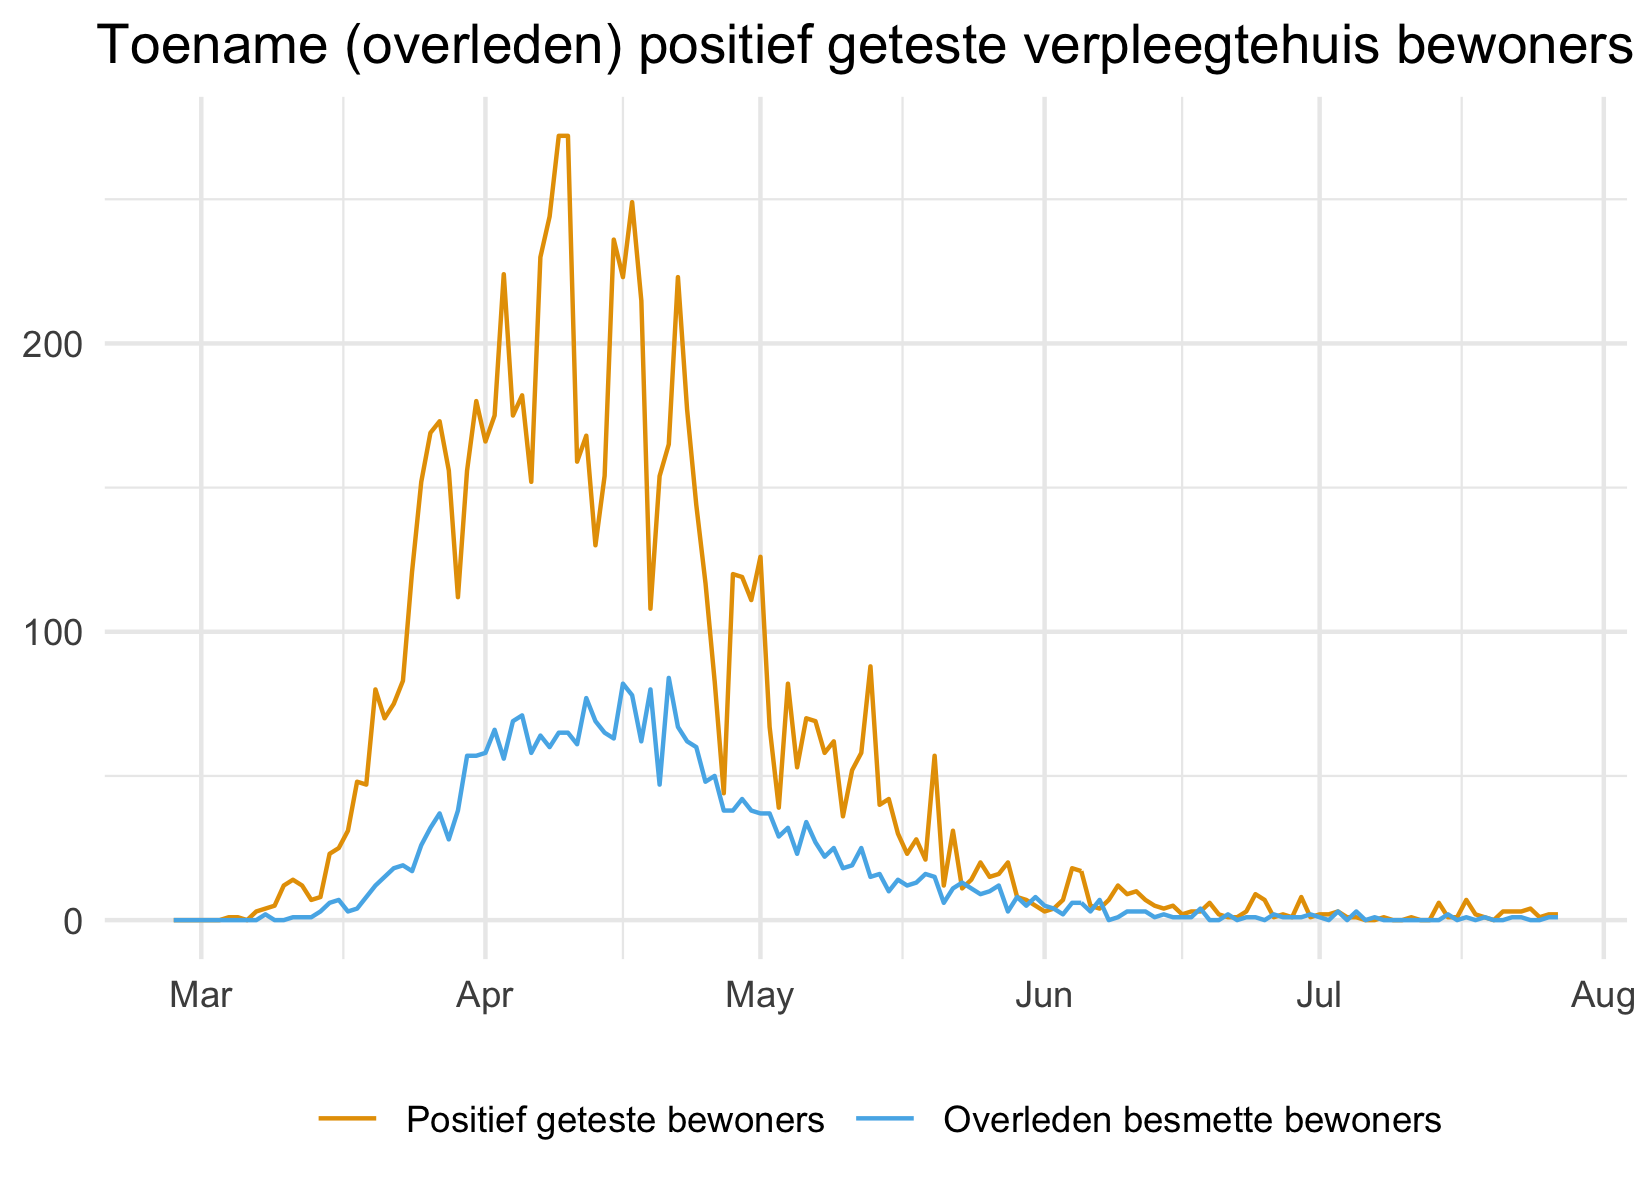 Toename (overleden) positief geteste verpleegtehuis bewoners
200
100
0
Mar Apr May Jun Jul Aug
Positief geteste bewoners Overleden besmette bewoners